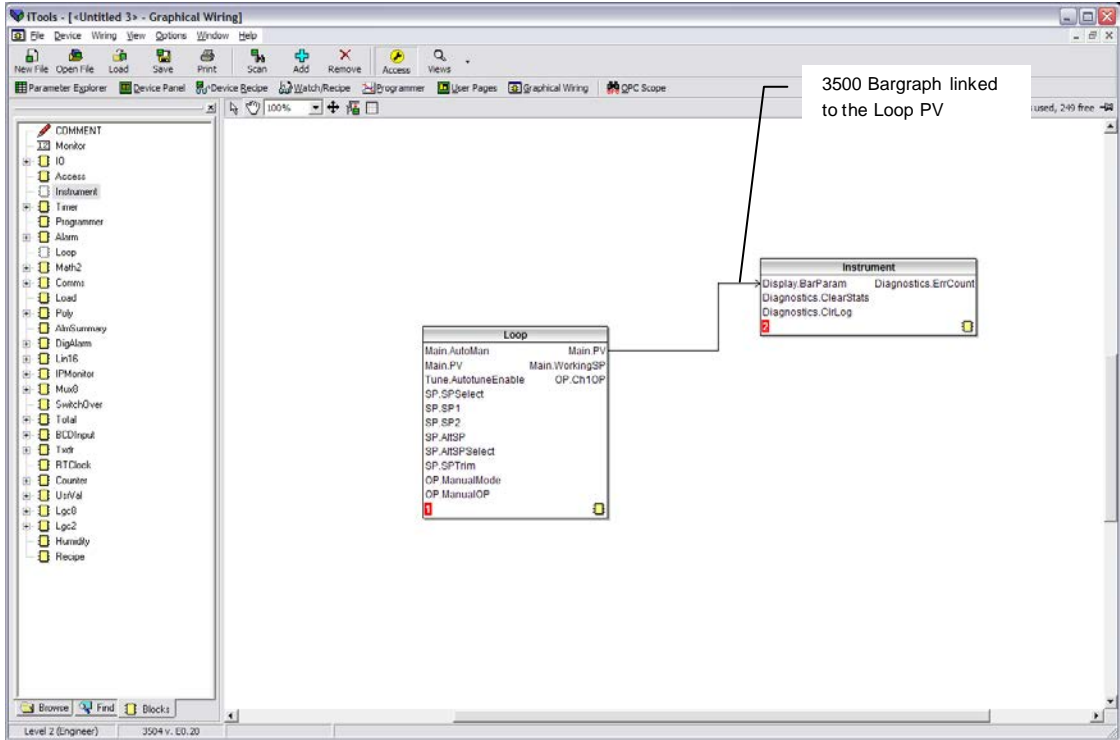 iTools - [<Untitled 3> - Graphical Wiring]
File Device Wiring View Options Window Help
New File Open File Load Save Print Scan Add Remove Access Views
Parameter Explorer Device Panel Device Recipe Watch/Recipe Programmer User Pages Graphical Wiring OPC Scope
100%
used, 249 free
3500 Bargraph linked
to the Loop PV
COMMENT
Monitor
IO
Access
Instrument
Timer
Programmer
Alarm
Loop
Math2
Comms
Load
Poly
AlmSummary
DigAlarm
Lin16
IPMonitor
Mux8
SwitchOver
Total
BCDInput
Txdr
RTClock
Counter
UsrVal
Lgc8
Lgc2
Humidity
Recipe
Instrument
Display.BarParam Diagnostics.ErrCount
Diagnostics.ClearStats
Diagnostics.ClrLog
2
Loop
Main.AutoMan Main.PV
Main.PV Main.WorkingSP
Tune.AutotuneEnable OP.Ch1OP
SP.SPSelect
SP.SP1
SP.SP2
SP.AltSP
SP.AltSPSelect
SP.SPTrim
OP.ManualMode
OP.ManualOP
1
Browse Find Blocks
Level 2 (Engineer) 3504 v. E0.20